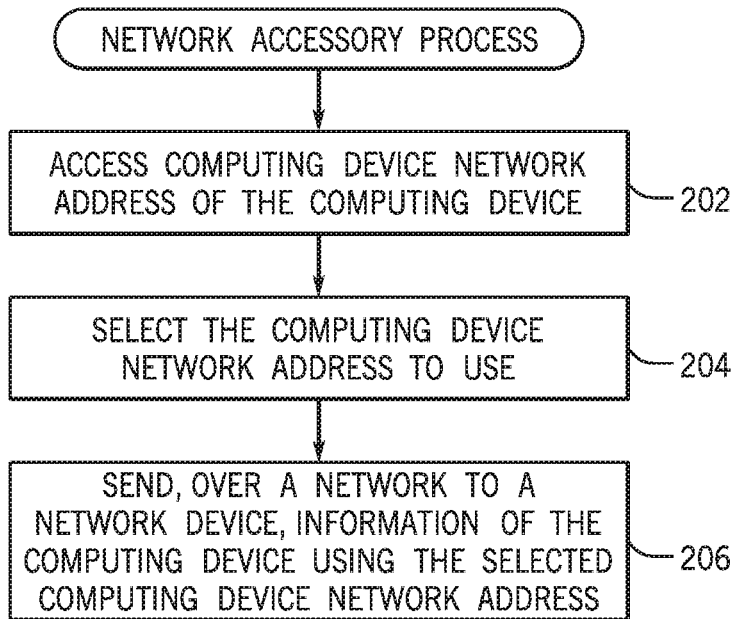 NETWORK ACCESSORY PROCESS
ACCESS COMPUTING DEVICE NETWORK
ADDRESS OF THE COMPUTING DEVICE
202
SELECT THE COMPUTING DEVICE
NETWORK ADDRESS TO USE
204
SEND, OVER A NETWORK TO A
NETWORK DEVICE, INFORMATION OF THE
COMPUTING DEVICE USING THE SELECTED
COMPUTING DEVICE NETWORK ADDRESS
206